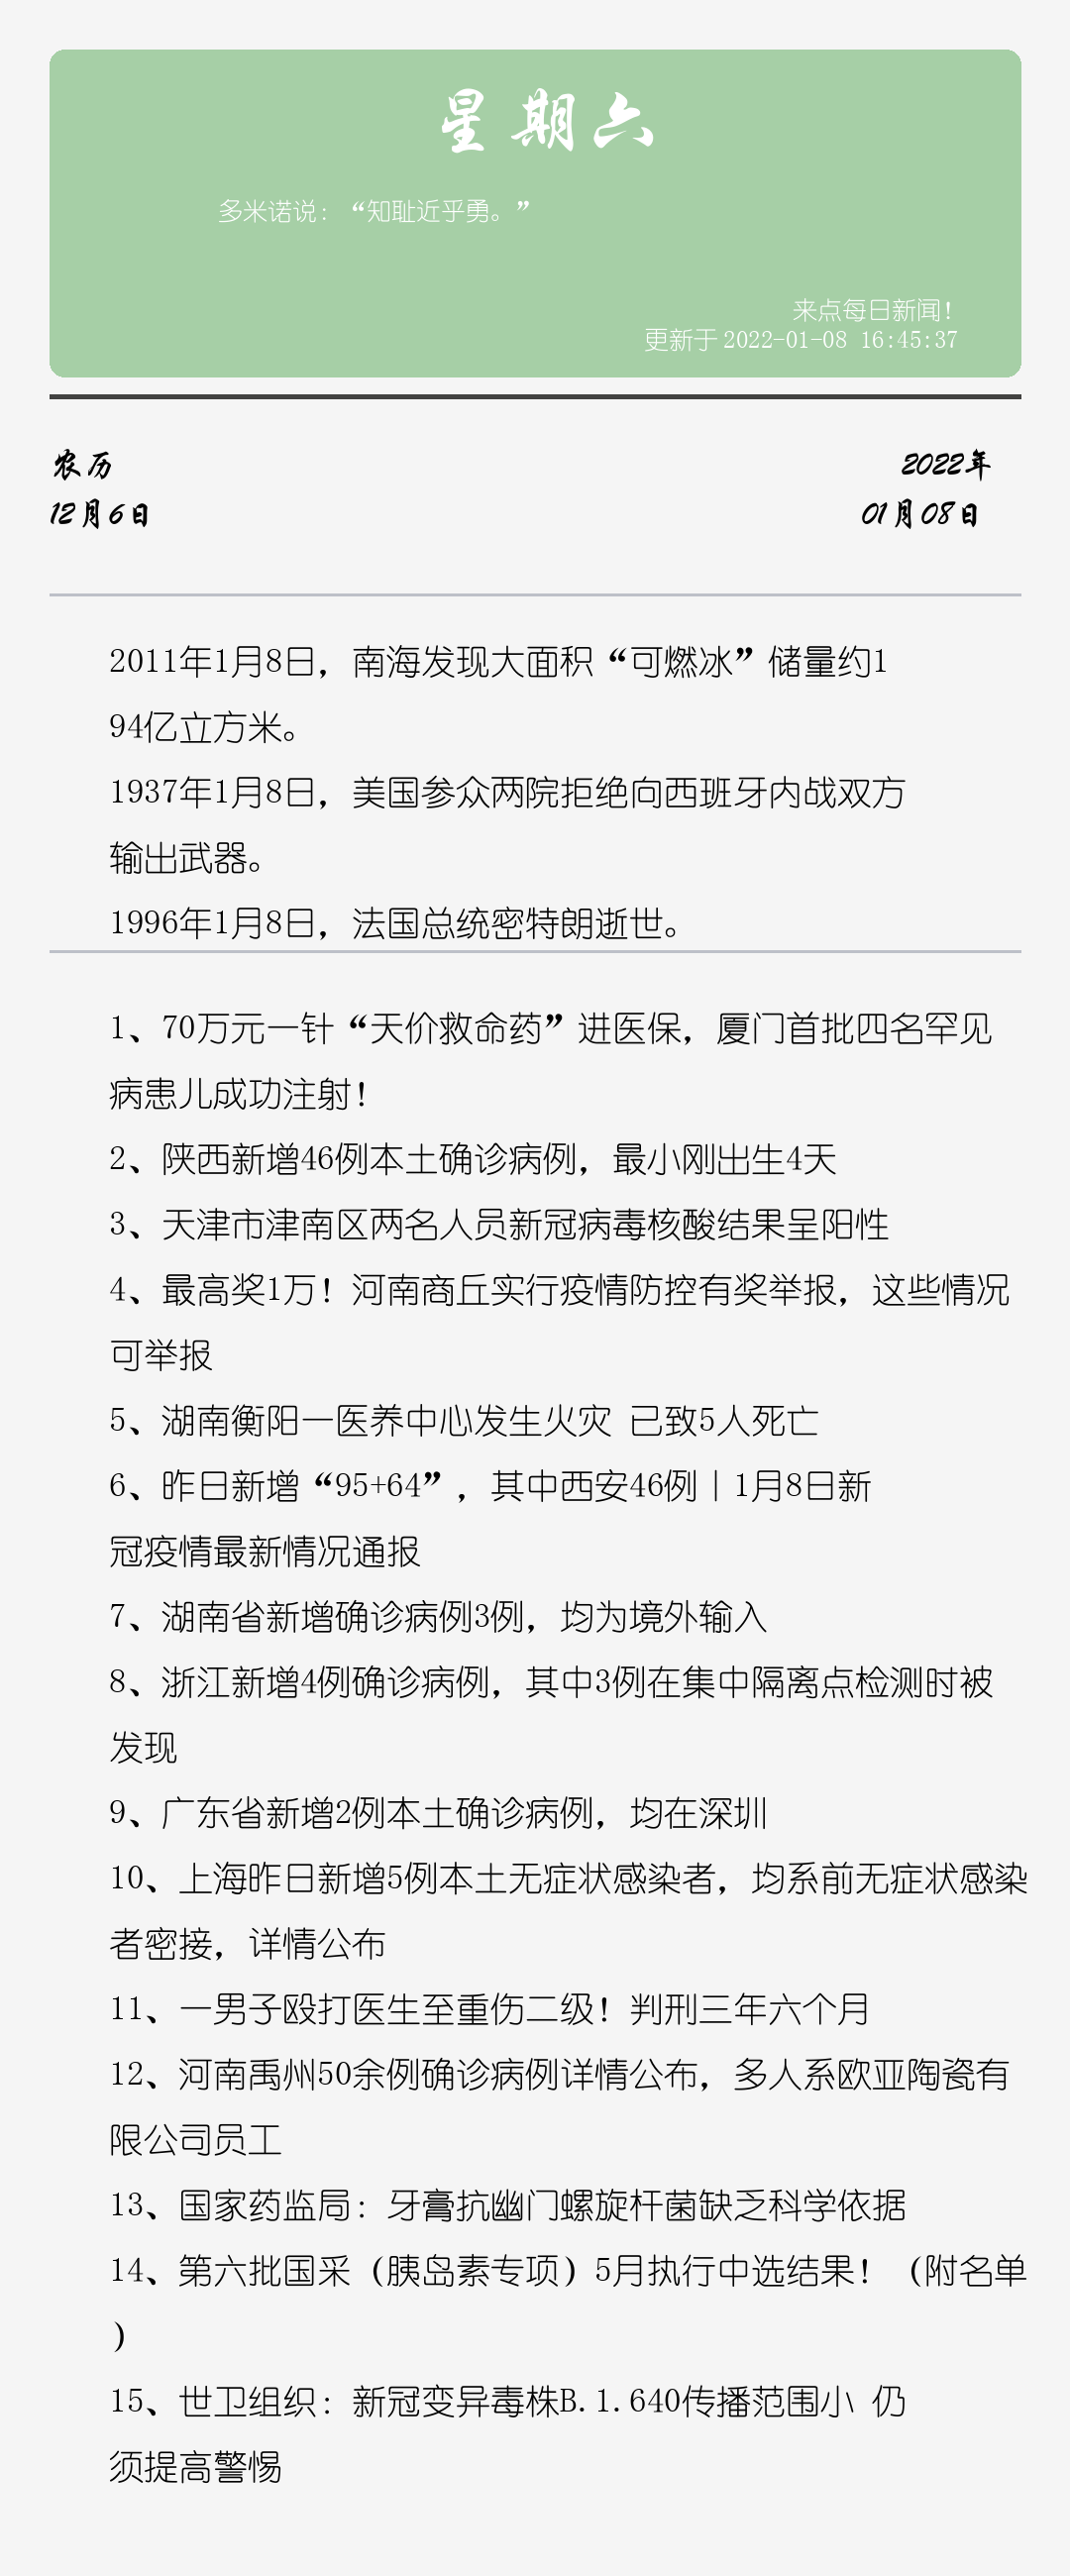 星期六
多米诺说：“知耻近乎勇。”
来点每日新闻！
更新于2022-01-08 16:45:37
农历
12月6日
2022年
01月08日
2011年1月8日，南海发现大面积“可燃冰”储量约1
94亿立方米。
1937年1月8日，美国参众两院拒绝向西班牙内战双方
输出武器。
1996年1月8日，法国总统密特朗逝世。
1、70万元一针“天价救命药”进医保，厦门首批四名罕见
病患儿成功注射！
2、陕西新增46例本土确诊病例，最小刚出生4天
3、天津市津南区两名人员新冠病毒核酸结果呈阳性
4、最高奖1万！河南商丘实行疫情防控有奖举报，这些情况
可举报
5、湖南衡阳一医养中心发生火灾 已致5人死亡
6、昨日新增“95+64”，其中西安46例｜1月8日新
冠疫情最新情况通报
7、湖南省新增确诊病例3例，均为境外输入
8、浙江新增4例确诊病例，其中3例在集中隔离点检测时被
发现
9、广东省新增2例本土确诊病例，均在深圳
10、上海昨日新增5例本土无症状感染者，均系前无症状感染
者密接，详情公布
11、一男子殴打医生至重伤二级！判刑三年六个月
12、河南禹州50余例确诊病例详情公布，多人系欧亚陶瓷有
限公司员工
13、国家药监局：牙膏抗幽门螺旋杆菌缺乏科学依据
14、第六批国采（胰岛素专项）5月执行中选结果！（附名单
）
15、世卫组织：新冠变异毒株B.1.640传播范围小 仍
须提高警惕